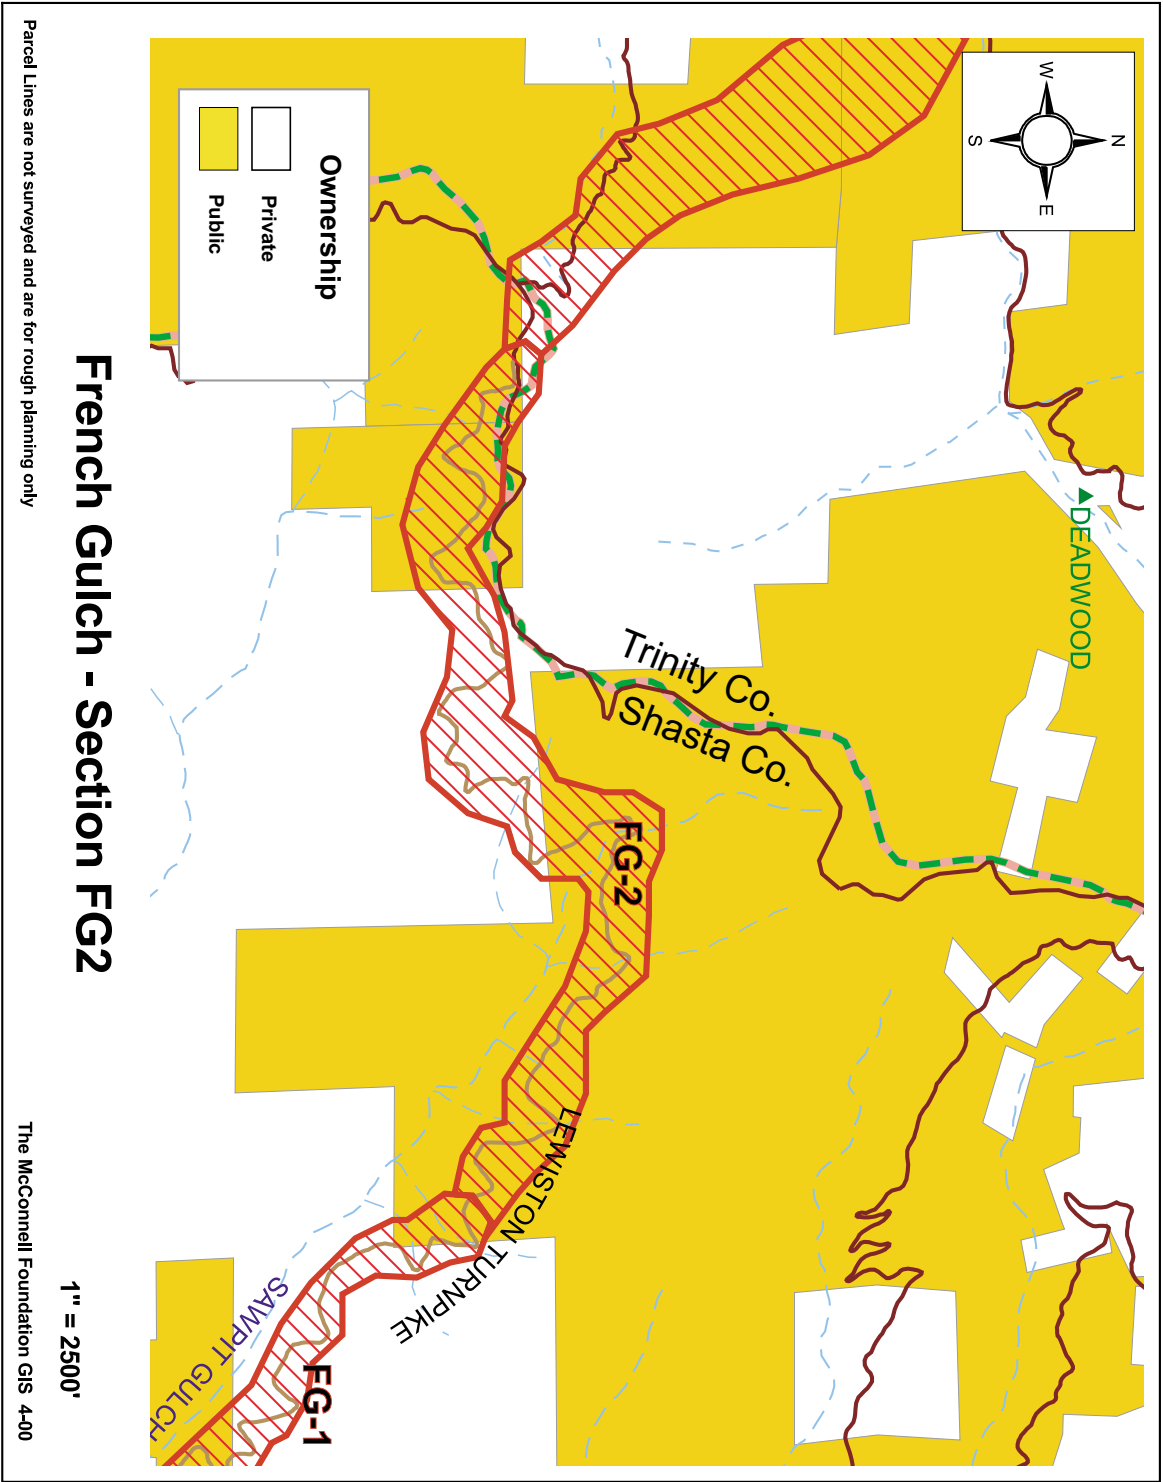 W
N
S
E
DEADWOOD
Trinity Co.
Shasta Co.
FG-2
LEWISTON TURNPIKE
FG-1
SAWPIT GULCH
Ownership
Private
Public
French Gulch - Section FG2
1" = 2500'
Parcel Lines are not surveyed and are for rough planning only
The McConnell Foundation GIS 4-00